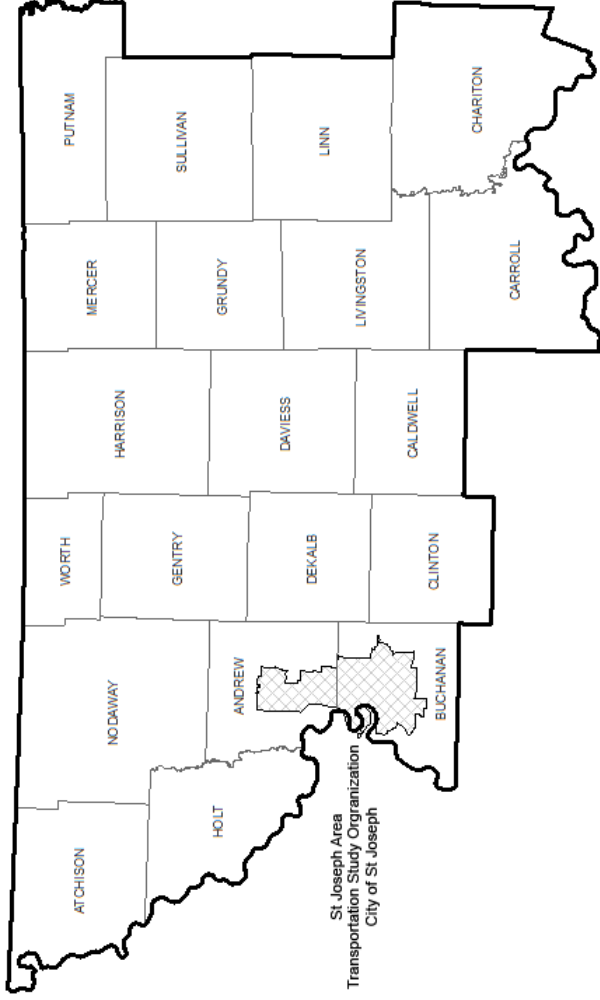 ATCHISON
NODAWAY
WORTH
HARRISON
MERCER
PUTNAM
HOLT
ANDREW
GENTRY
DAVIESS
GRUNDY
SULLIVAN
DEKALB
LIVINGSTON
LINN
BUCHANAN
CLINTON
CALDWELL
CARROLL
CHARITON
St Joseph Area
Transportation Study Orgranization
City of St Joseph